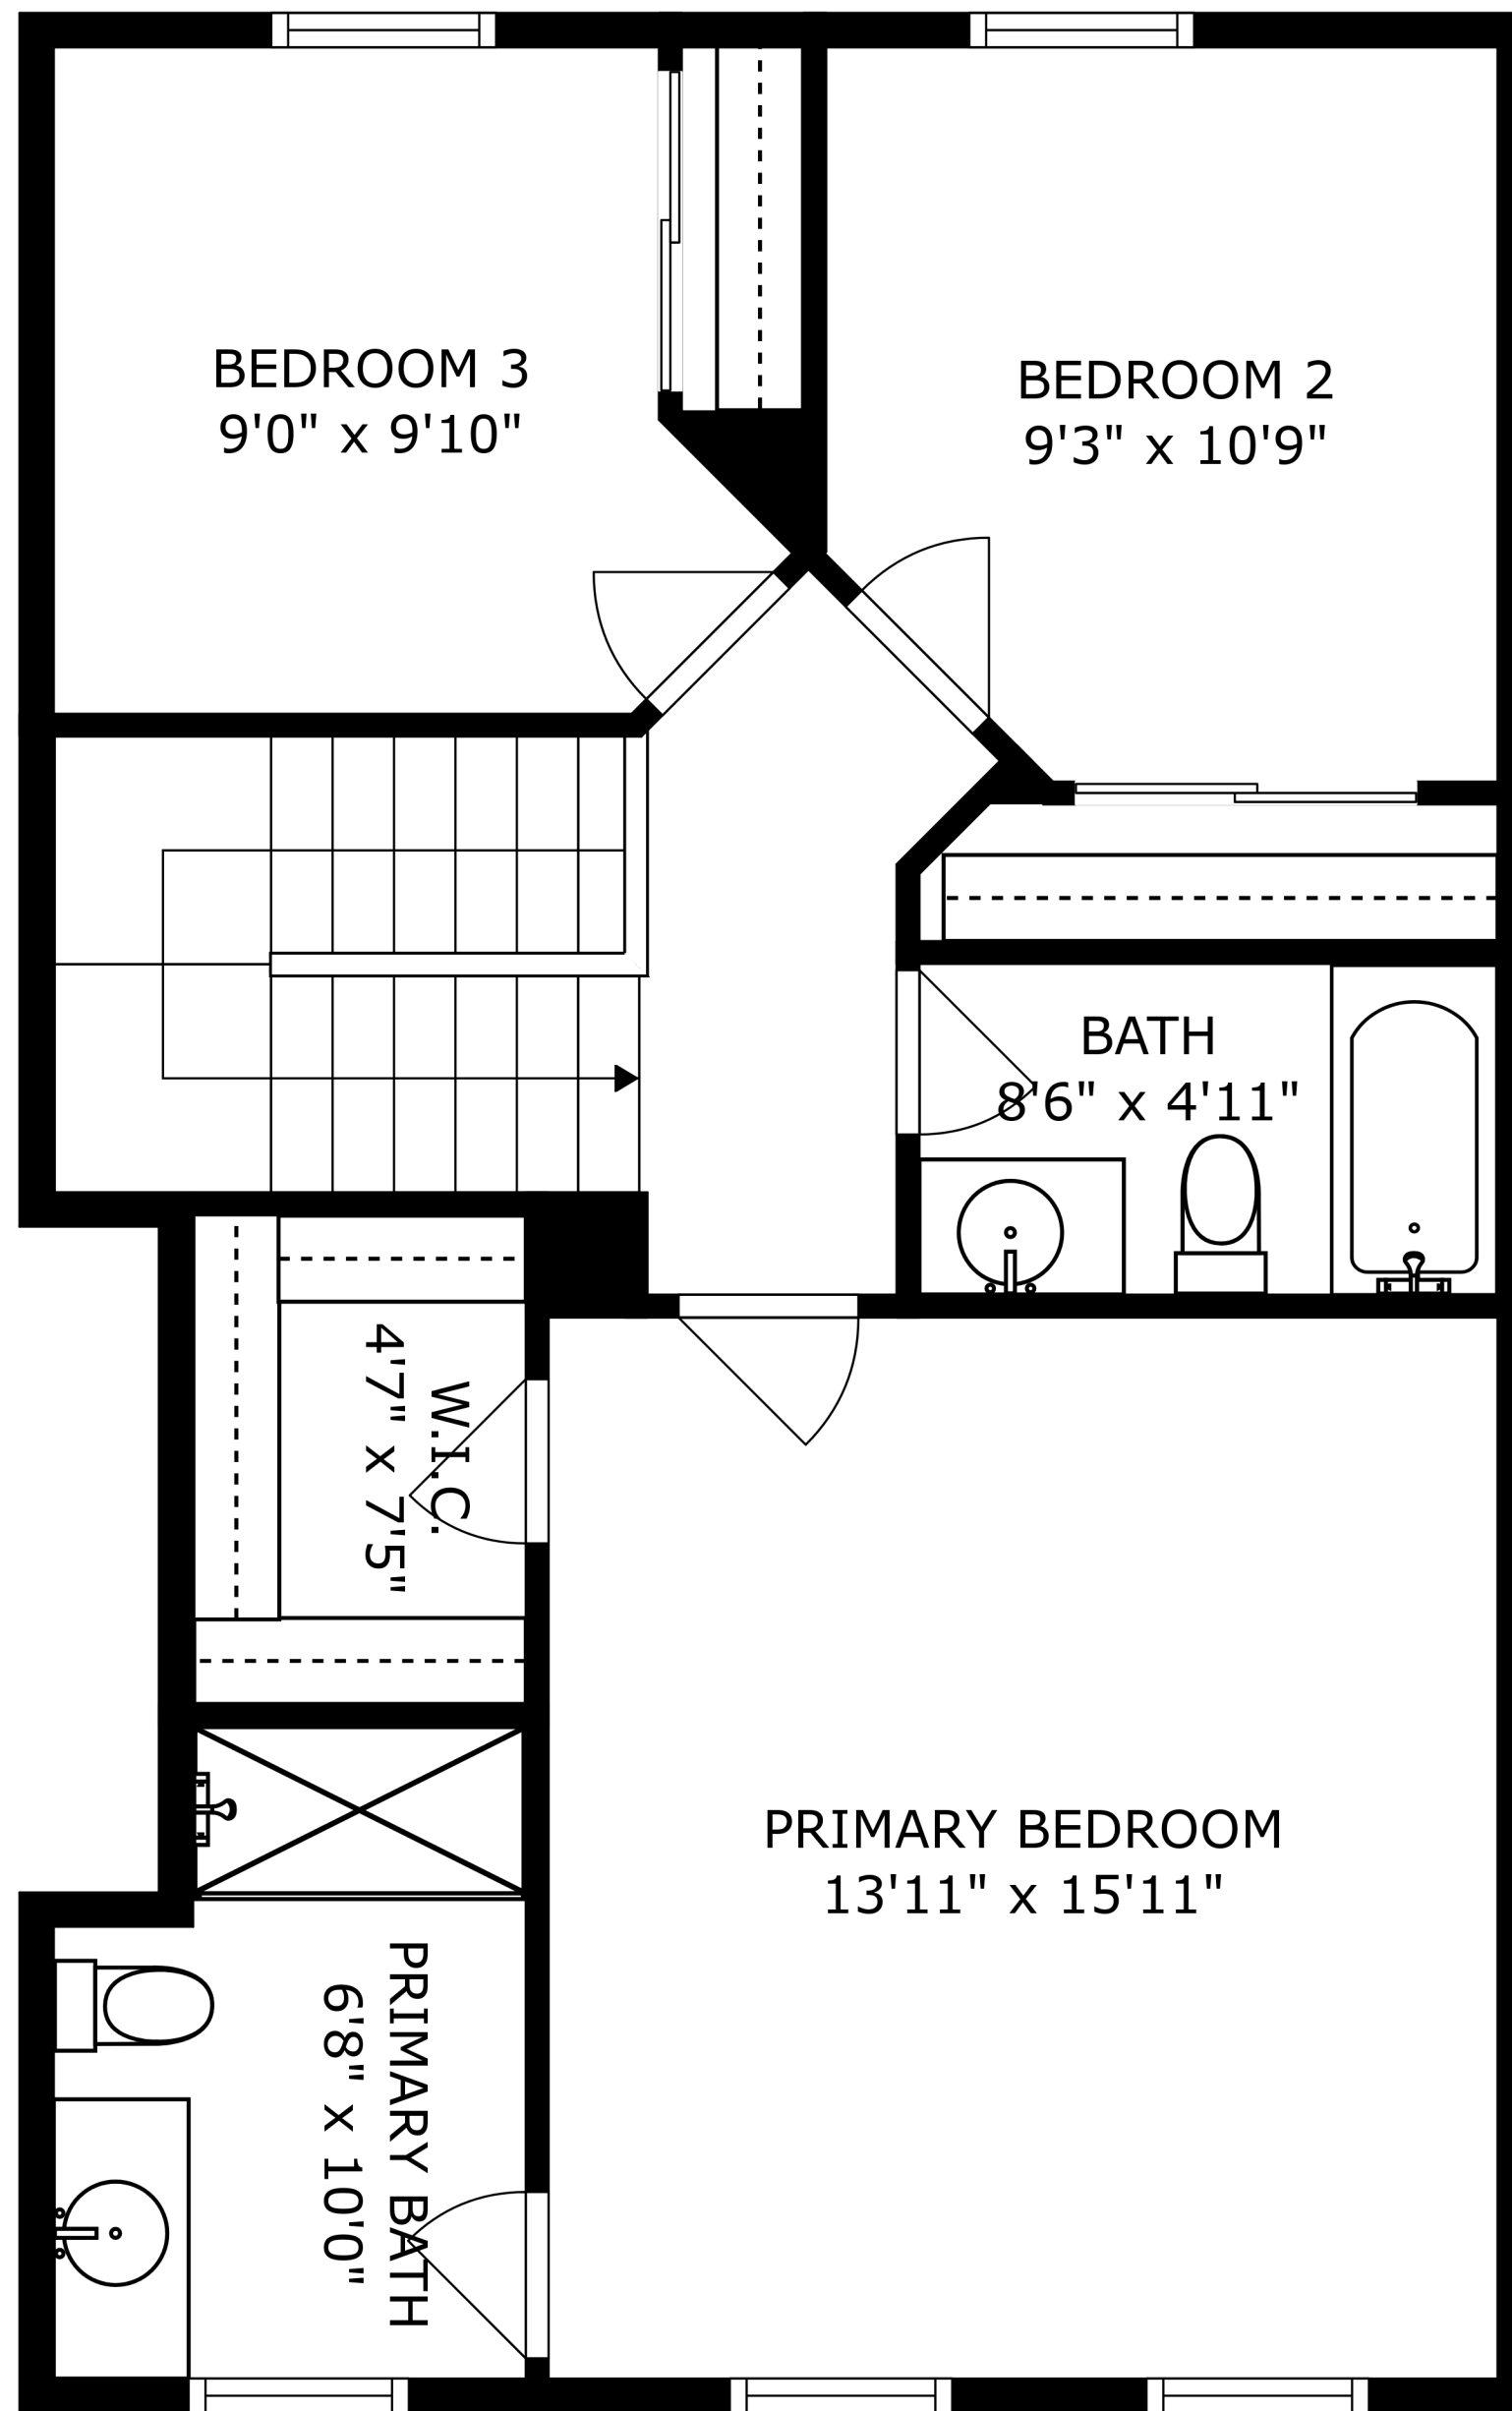 BEDROOM 3
9'0" x 9'10"
BEDROOM 2
9'3" x 10'9"
BATH
8'6" x 4'11"
W.I.C.
4'7" x 7'5"
PRIMARY BEDROOM
13'11" x 15'11"
PRIMARY BATH
6'8" x 10'0"